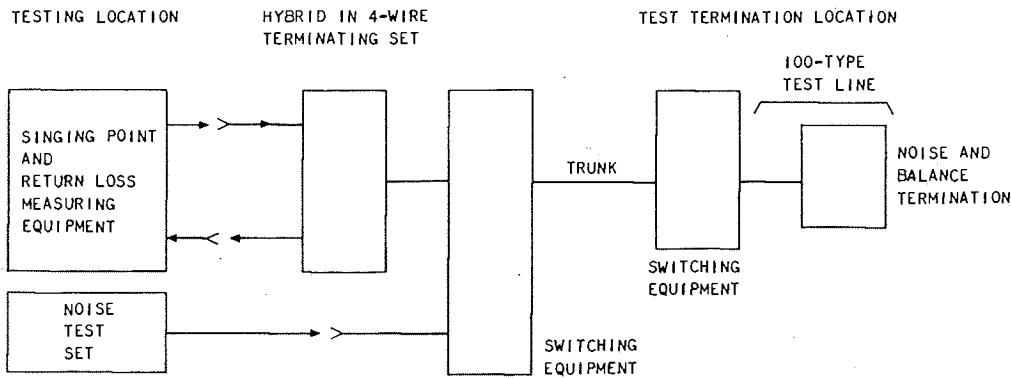 TESTING LOCATION
HYBRID IN 4-WIRE
TERMINATING SET
TEST TERMINATION LOCATION
100-TYPE
TEST LINE
SINGING POINT
AND
RETURN LOSS
MEASURING
EQUIPMENT
TRUNK
NOISE AND
BALANCE
TERMINATION
SWITCHING
EQUIPMENT
NOISE
TEST
SET
SWITCHING
EQUIPMENT